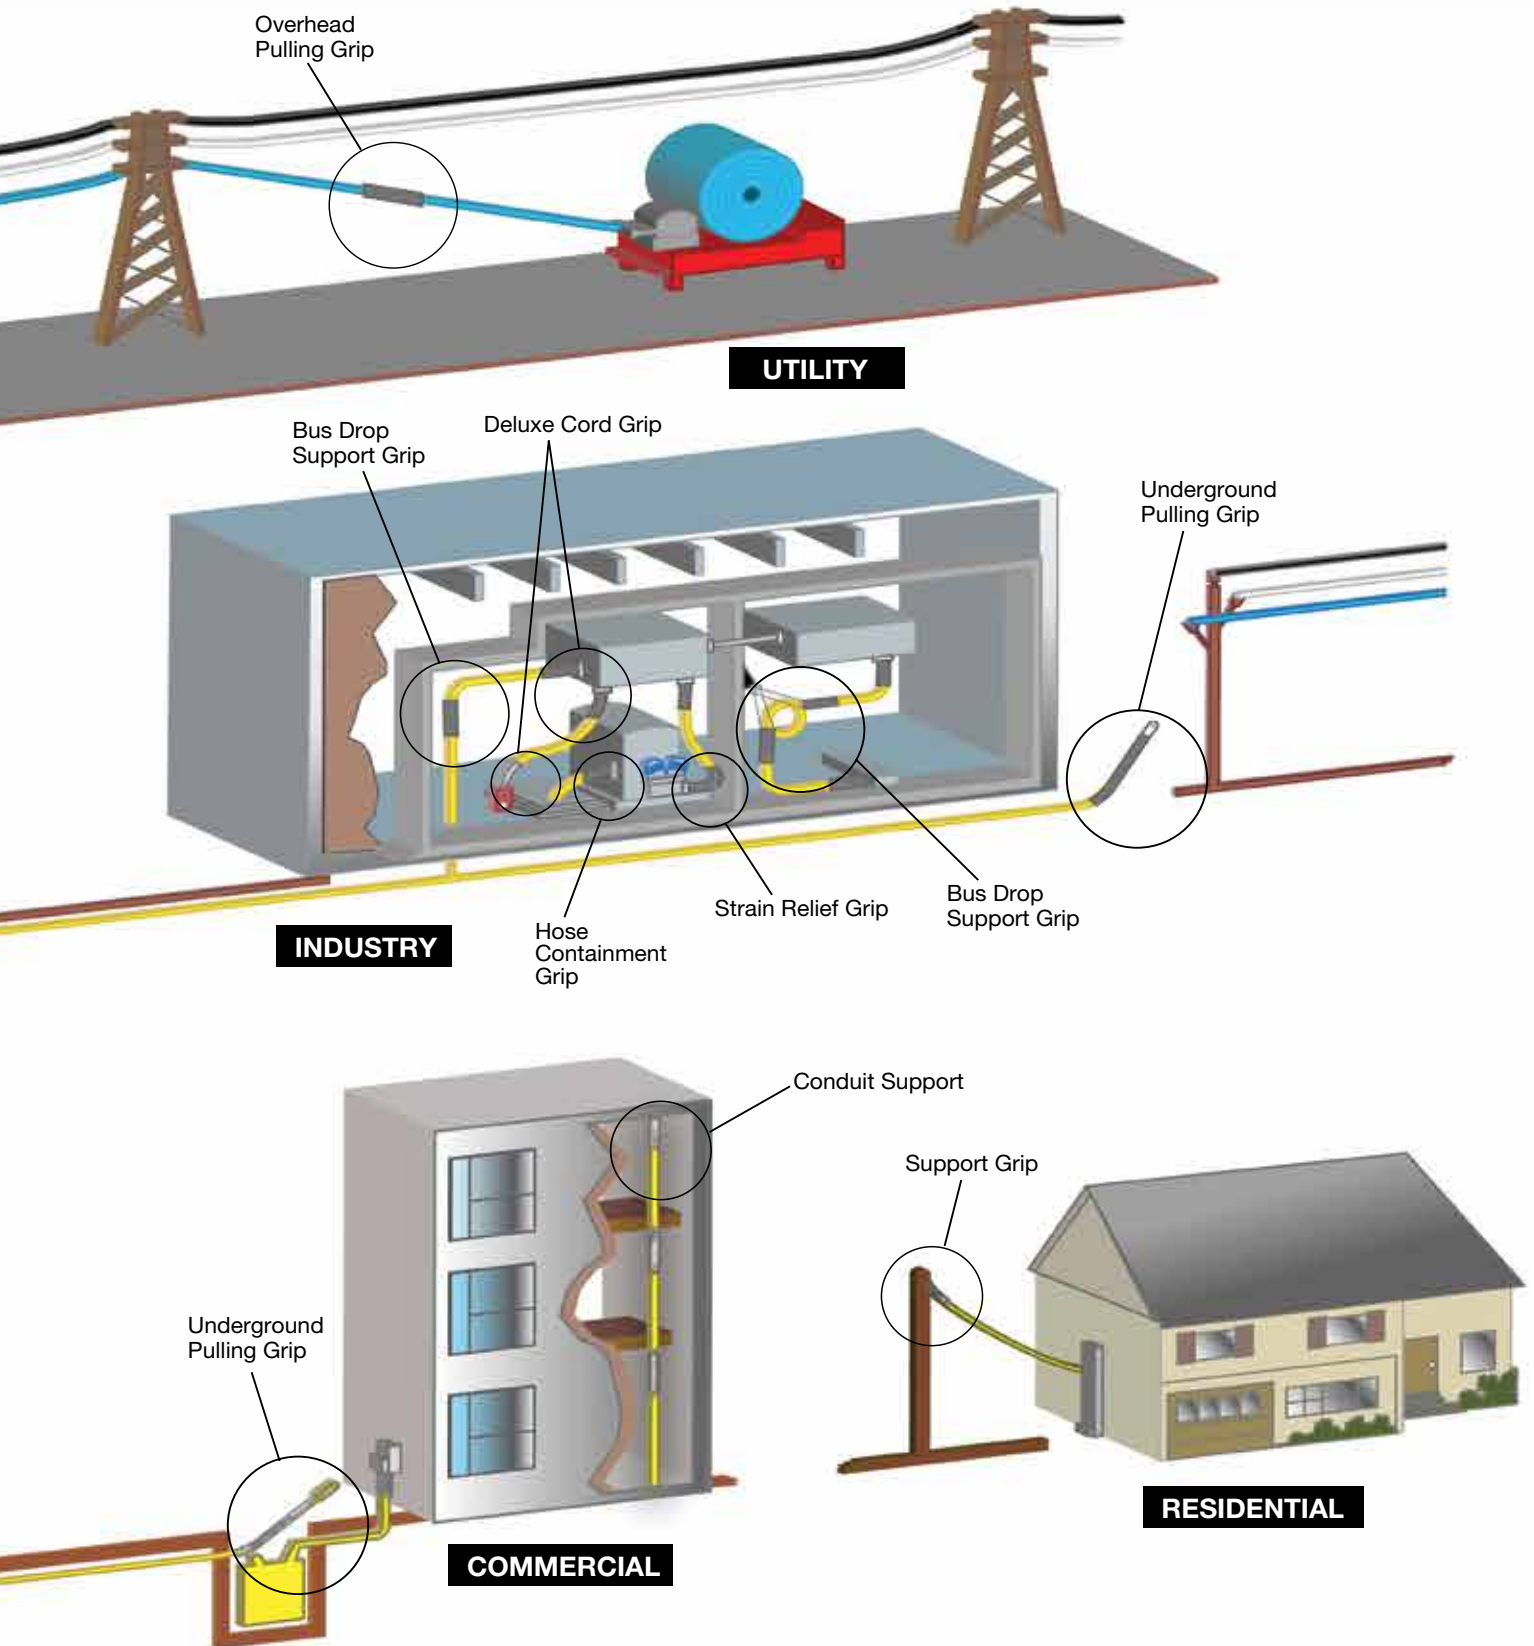 Overhead
Pulling Grip
UTILITY
Bus Drop
Support Grip
Deluxe Cord Grip
Underground
Pulling Grip
Strain Relief Grip
Bus Drop
Support Grip
Hose
Containment
Grip
INDUSTRY
Conduit Support
Support Grip
Underground
Pulling Grip
RESIDENTIAL
COMMERCIAL